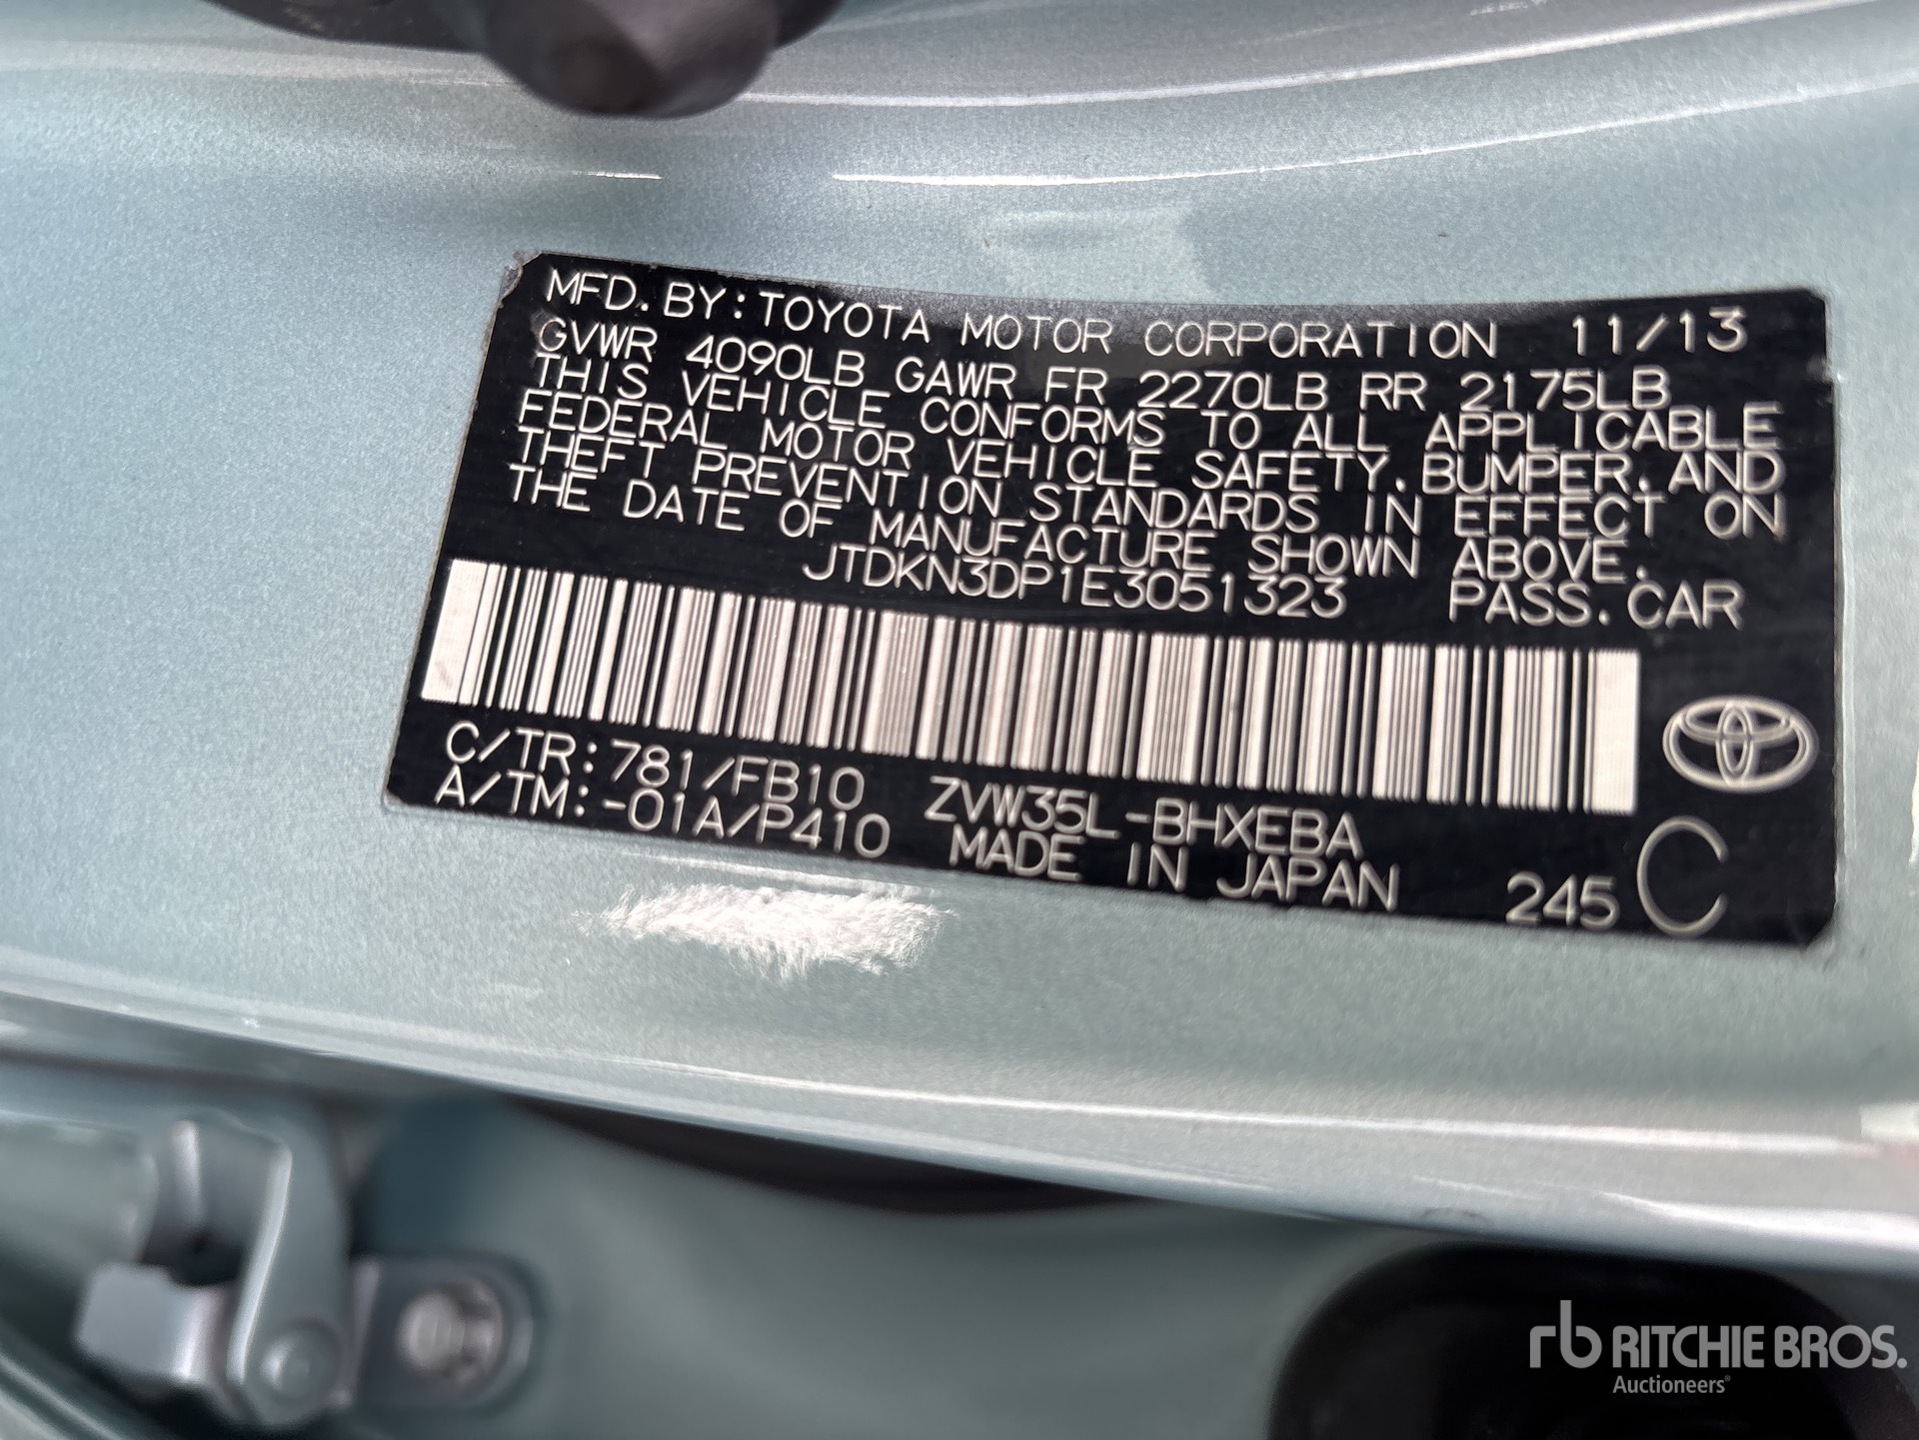 MFD. BY: TOYOTA MOTOR CORPORATION 11/13
GVWR 4090LB GAWR FR 2270LB RR 2175LB
THIS VEHICLE CONFORMS TO ALL APPLICABLE
FEDERAL MOTOR VEHICLE SAFETY, BUMPER, AND
THEFT PREVENTION STANDARDS IN EFFECT ON
THE DATE OF MANUFACTURE SHOWN ABOVE.
JTDKN3DP1E3051323 PASS. CAR
C/TR: 781/FB10 ZVW35L-BHXEBA
A/TM: -01A/P410 MADE IN JAPAN 245 C
rb RITCHIE BROS.
Auctioneers®